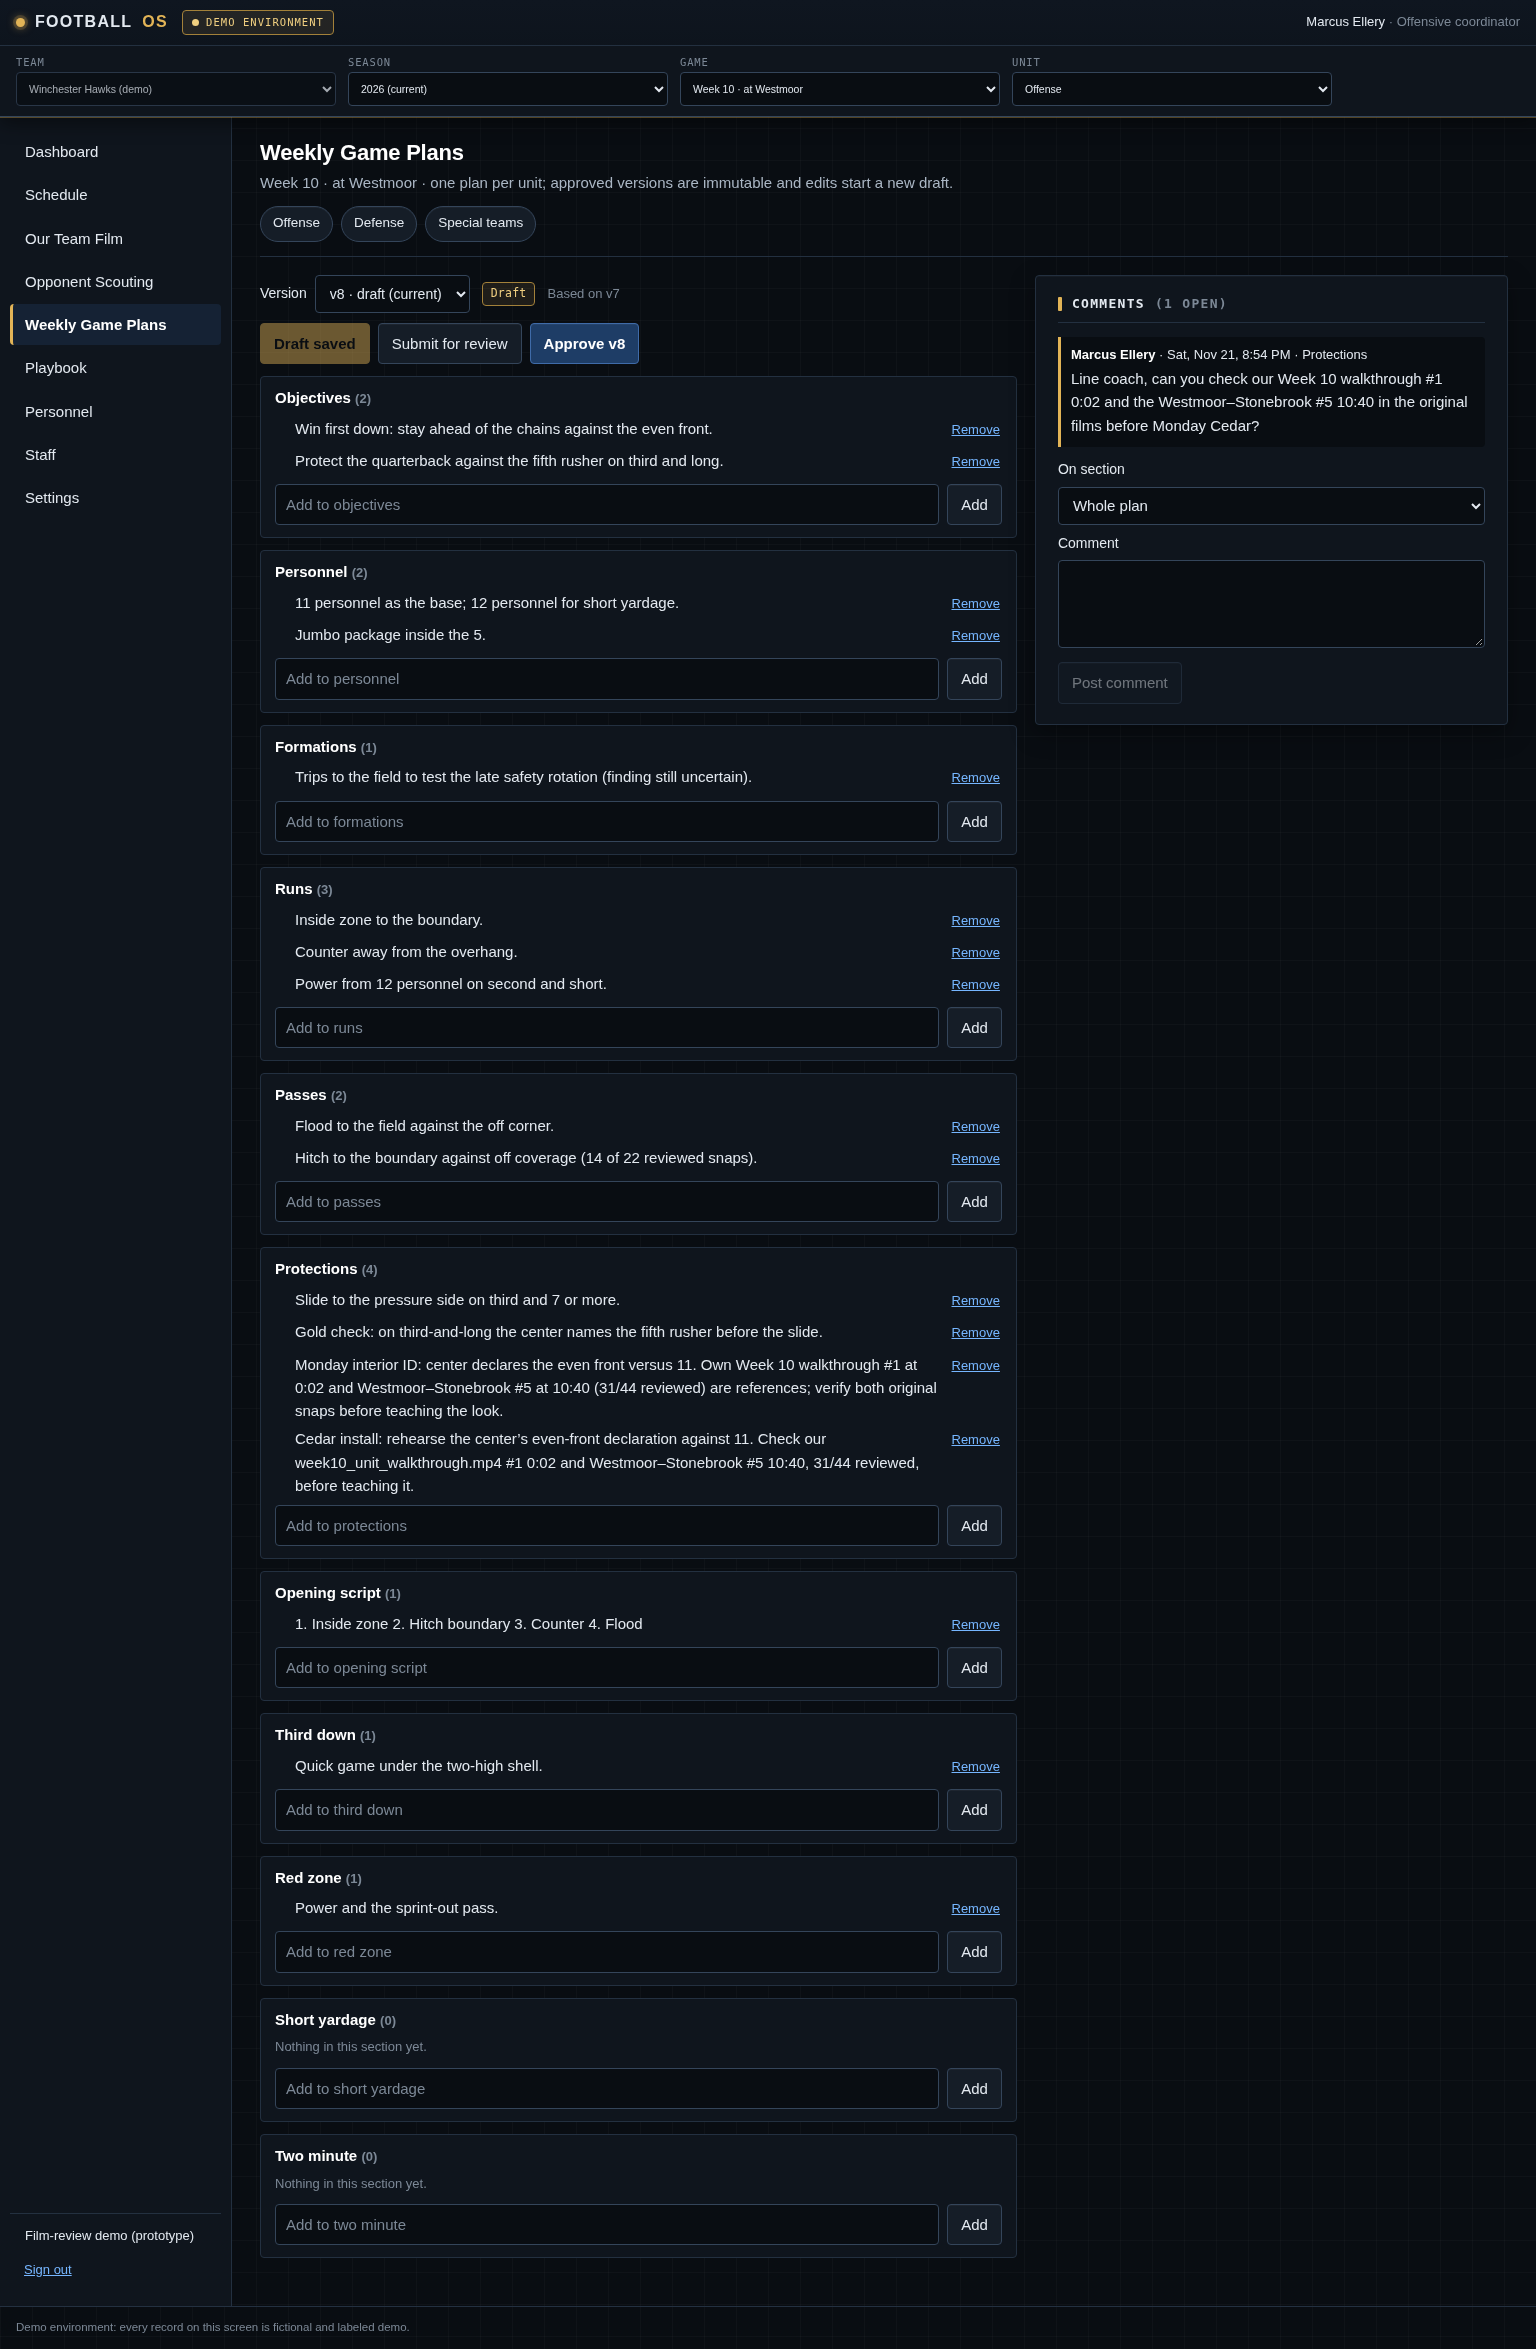 FOOTBALL OS
DEMO ENVIRONMENT
Marcus Ellery · Offensive coordinator
TEAM
Winchester Hawks (demo)
SEASON
2026 (current)
GAME
Week 10 · at Westmoor
UNIT
Offense
Dashboard
Schedule
Our Team Film
Opponent Scouting
Weekly Game Plans
Playbook
Personnel
Staff
Settings
Film-review demo (prototype)
Sign out
Weekly Game Plans
Week 10 · at Westmoor · one plan per unit; approved versions are immutable and edits start a new draft.
Offense
Defense
Special teams
Version
v8 · draft (current)
Draft
Based on v7
Draft saved
Submit for review
Approve v8
Objectives (2)
Win first down: stay ahead of the chains against the even front.
Remove
Protect the quarterback against the fifth rusher on third and long.
Remove
Add to objectives
Add
Personnel (2)
11 personnel as the base; 12 personnel for short yardage.
Remove
Jumbo package inside the 5.
Remove
Add to personnel
Add
Formations (1)
Trips to the field to test the late safety rotation (finding still uncertain).
Remove
Add to formations
Add
Runs (3)
Inside zone to the boundary.
Remove
Counter away from the overhang.
Remove
Power from 12 personnel on second and short.
Remove
Add to runs
Add
Passes (2)
Flood to the field against the off corner.
Remove
Hitch to the boundary against off coverage (14 of 22 reviewed snaps).
Remove
Add to passes
Add
Protections (4)
Slide to the pressure side on third and 7 or more.
Remove
Gold check: on third-and-long the center names the fifth rusher before the slide.
Remove
Monday interior ID: center declares the even front versus 11. Own Week 10 walkthrough #1 at
0:02 and Westmoor–Stonebrook #5 at 10:40 (31/44 reviewed) are references; verify both original
snaps before teaching the look.
Remove
Cedar install: rehearse the center’s even-front declaration against 11. Check our
week10_unit_walkthrough.mp4 #1 0:02 and Westmoor–Stonebrook #5 10:40, 31/44 reviewed,
before teaching it.
Remove
Add to protections
Add
Opening script (1)
1. Inside zone 2. Hitch boundary 3. Counter 4. Flood
Remove
Add to opening script
Add
Third down (1)
Quick game under the two-high shell.
Remove
Add to third down
Add
Red zone (1)
Power and the sprint-out pass.
Remove
Add to red zone
Add
Short yardage (0)
Nothing in this section yet.
Add to short yardage
Add
Two minute (0)
Nothing in this section yet.
Add to two minute
Add
COMMENTS (1 OPEN)
Marcus Ellery · Sat, Nov 21, 8:54 PM · Protections
Line coach, can you check our Week 10 walkthrough #1
0:02 and the Westmoor–Stonebrook #5 10:40 in the original
films before Monday Cedar?
On section
Whole plan
Comment
Post comment
Demo environment: every record on this screen is fictional and labeled demo.